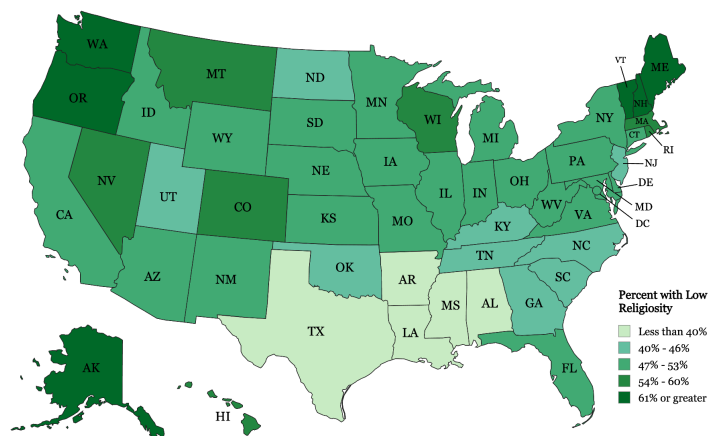 WA
MT
ND
ME
VT
OR
ID
MN
NH
WI
NY
MA
SD
WY
MI
CT
RI
IA
PA
NJ
NE
OH
NV
UT
IL
IN
DE
CO
WV
MD
CA
KS
MO
VA
DC
KY
NC
TN
OK
AZ
NM
AR
SC
MS
AL
GA
TX
LA
FL
AK
HI
Percent with Low
Religiosity
Less than 40%
40% - 46%
47% - 53%
54% - 60%
61% or greater